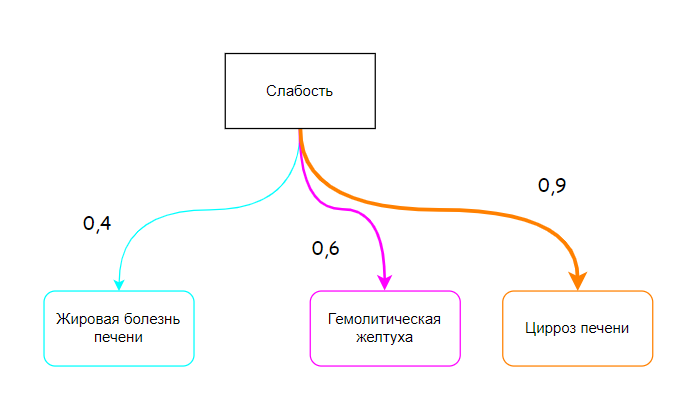 Слабость
0,9
0,4
0,6
Жировая болезнь
печени
Гемолитическая
желтуха
Цирроз печени